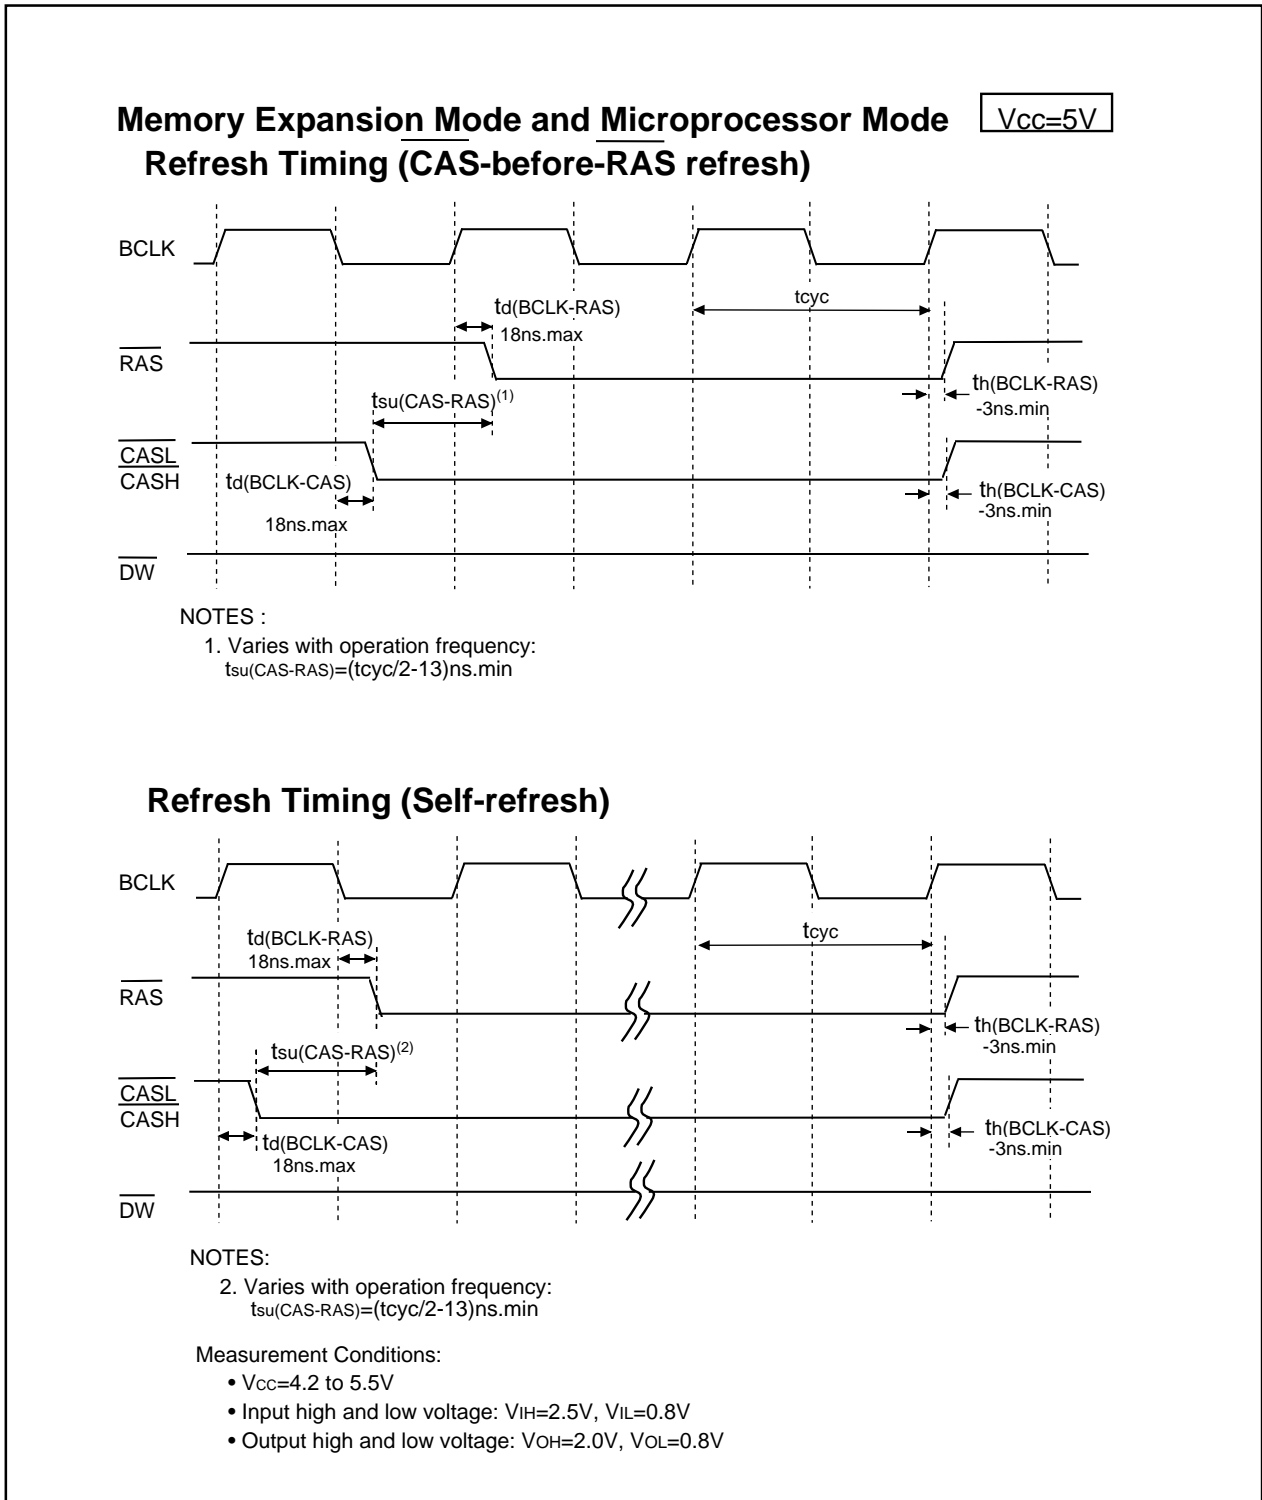 Memory Expansion Mode and Microprocessor Mode
Vcc=5V
Refresh Timing (CAS-before-RAS refresh)
BCLK
td(BCLK-RAS)
18ns.max
tcyc
RAS
th(BCLK-RAS)
-3ns.min
tsu(CAS-RAS)(1)
CASL
CASH
td(BCLK-CAS)
18ns.max
th(BCLK-CAS)
-3ns.min
DW
NOTES :
1. Varies with operation frequency:
tsu(CAS-RAS)=(tcyc/2-13)ns.min
Refresh Timing (Self-refresh)
BCLK
td(BCLK-RAS)
18ns.max
tcyc
RAS
th(BCLK-RAS)
-3ns.min
tsu(CAS-RAS)(2)
CASL
CASH
td(BCLK-CAS)
18ns.max
th(BCLK-CAS)
-3ns.min
DW
NOTES:
2. Varies with operation frequency:
tsu(CAS-RAS)=(tcyc/2-13)ns.min
Measurement Conditions:
• VCC=4.2 to 5.5V
• Input high and low voltage: VIH=2.5V, VIL=0.8V
• Output high and low voltage: VOH=2.0V, VOL=0.8V